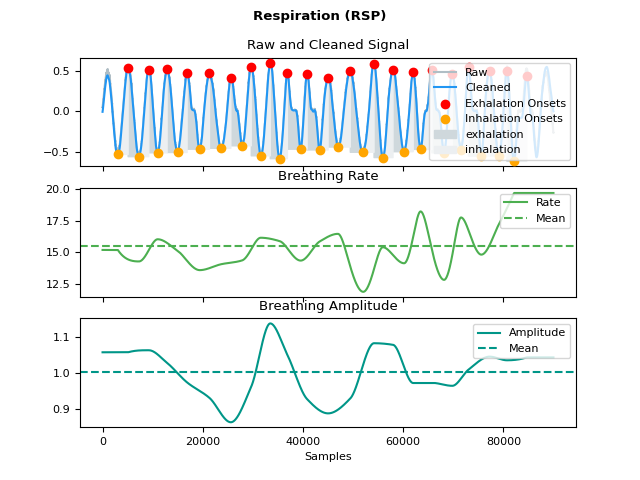 Respiration (RSP)
Raw and Cleaned Signal
0.5
0.0
−0.5
Raw
Cleaned
Exhalation Onsets
Inhalation Onsets
exhalation
inhalation
Breathing Rate
20.0
17.5
15.0
12.5
Rate
Mean
Breathing Amplitude
1.1
1.0
0.9
Amplitude
Mean
0 20000 40000 60000 80000
Samples